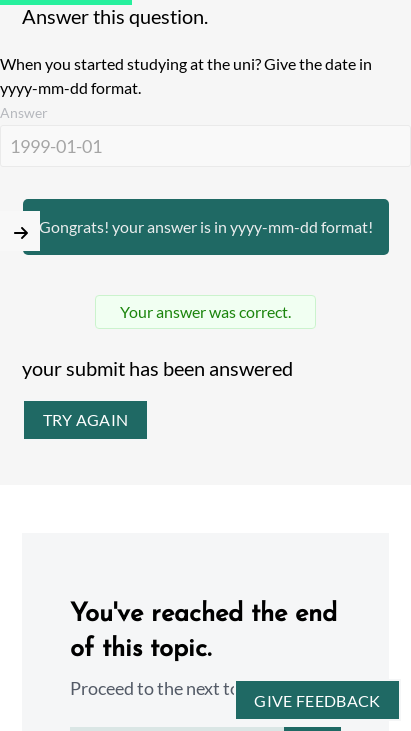 Answer this question.
When you started studying at the uni? Give the date in
yyyy-mm-dd format.
Answer
1999-01-01
Gongrats! your answer is in yyyy-mm-dd format!
Your answer was correct.
your submit has been answered
TRY AGAIN
You've reached the end
of this topic.
Proceed to the next to
GIVE FEEDBACK